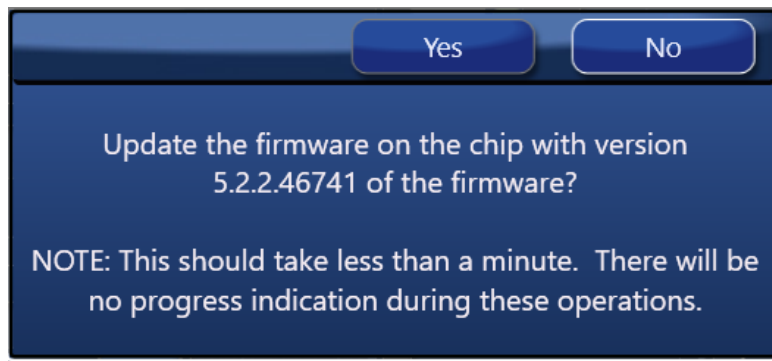 Yes
No
Update the firmware on the chip with version
5.2.2.46741 of the firmware?
NOTE: This should take less than a minute.  There will be
no progress indication during these operations.